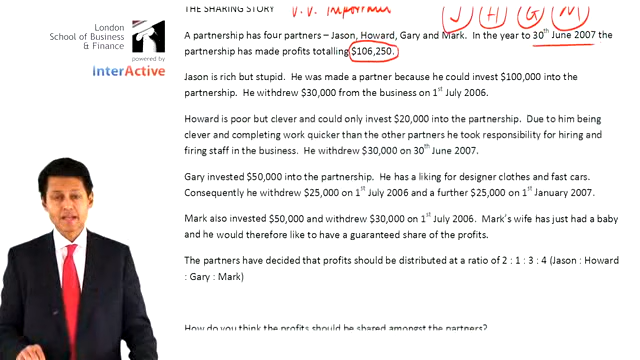 London
School of Business
& Finance
powered by
InterActive
THE SHARING STORY V.V. Important
J H G M
A partnership has four partners – Jason, Howard, Gary and Mark. In the year to 30th June 2007 the
partnership has made profits totalling $106,250.
Jason is rich but stupid. He was made a partner because he could invest $100,000 into the
partnership. He withdrew $30,000 from the business on 1st July 2006.
Howard is poor but clever and could only invest $20,000 into the partnership. Due to him being
clever and completing work quicker than the other partners he took responsibility for hiring and
firing staff in the business. He withdrew $30,000 on 30th June 2007.
Gary invested $50,000 into the partnership. He has a liking for designer clothes and fast cars.
Consequently he withdrew $25,000 on 1st July 2006 and a further $25,000 on 1st January 2007.
Mark also invested $50,000 and withdrew $30,000 on 1st July 2006. Mark's wife has just had a baby
and he would therefore like to have a guaranteed share of the profits.
The partners have decided that profits should be distributed at a ratio of 2 : 1 : 3 : 4 (Jason : Howard
: Gary : Mark)
How do you think the profits should be shared amongst the partners?